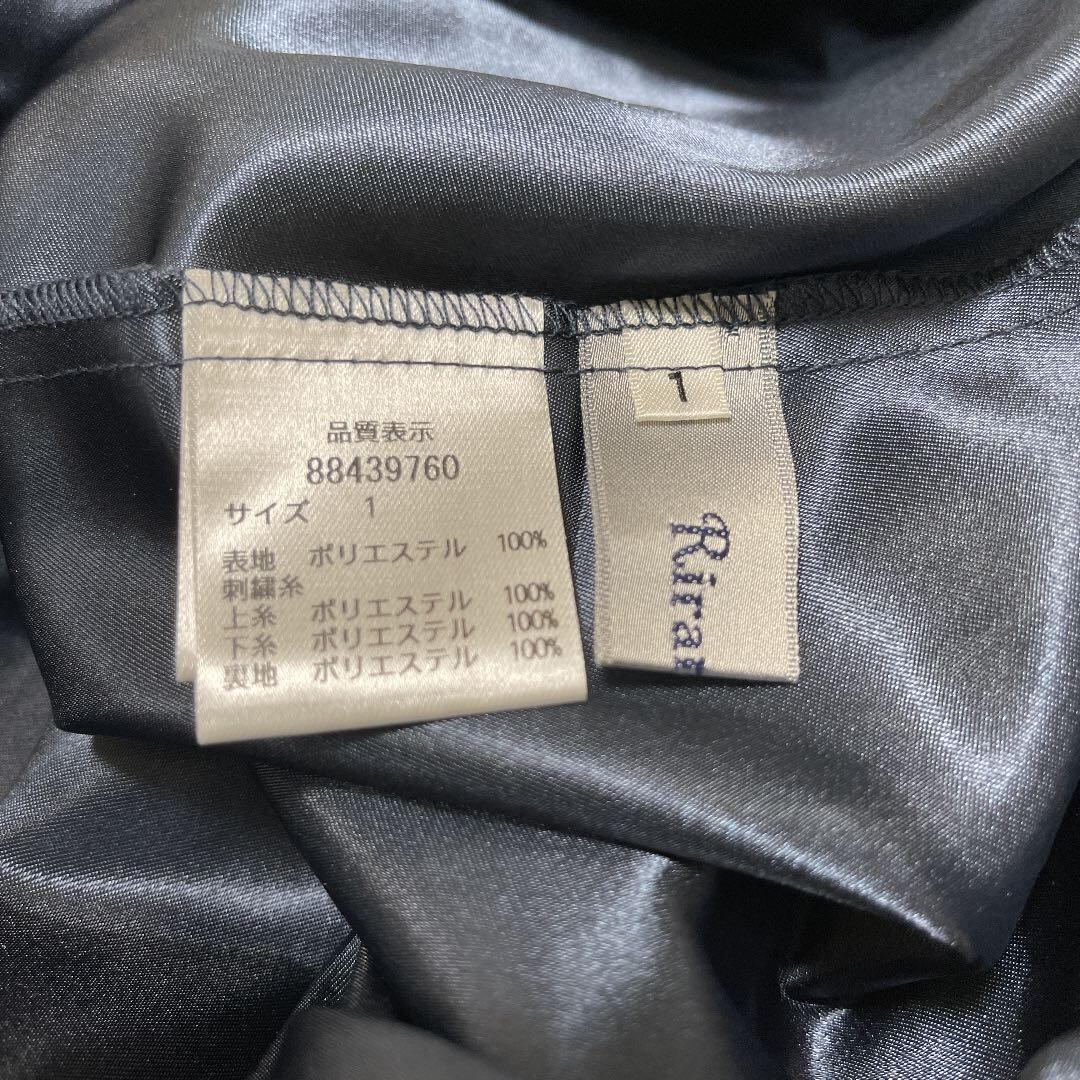 品質表示
88439760
サイズ 1
表地 ポリエステル 100%
刺繍糸
上糸 ポリエステル 100%
下糸 ポリエステル 100%
裏地 ポリエステル 100%
1